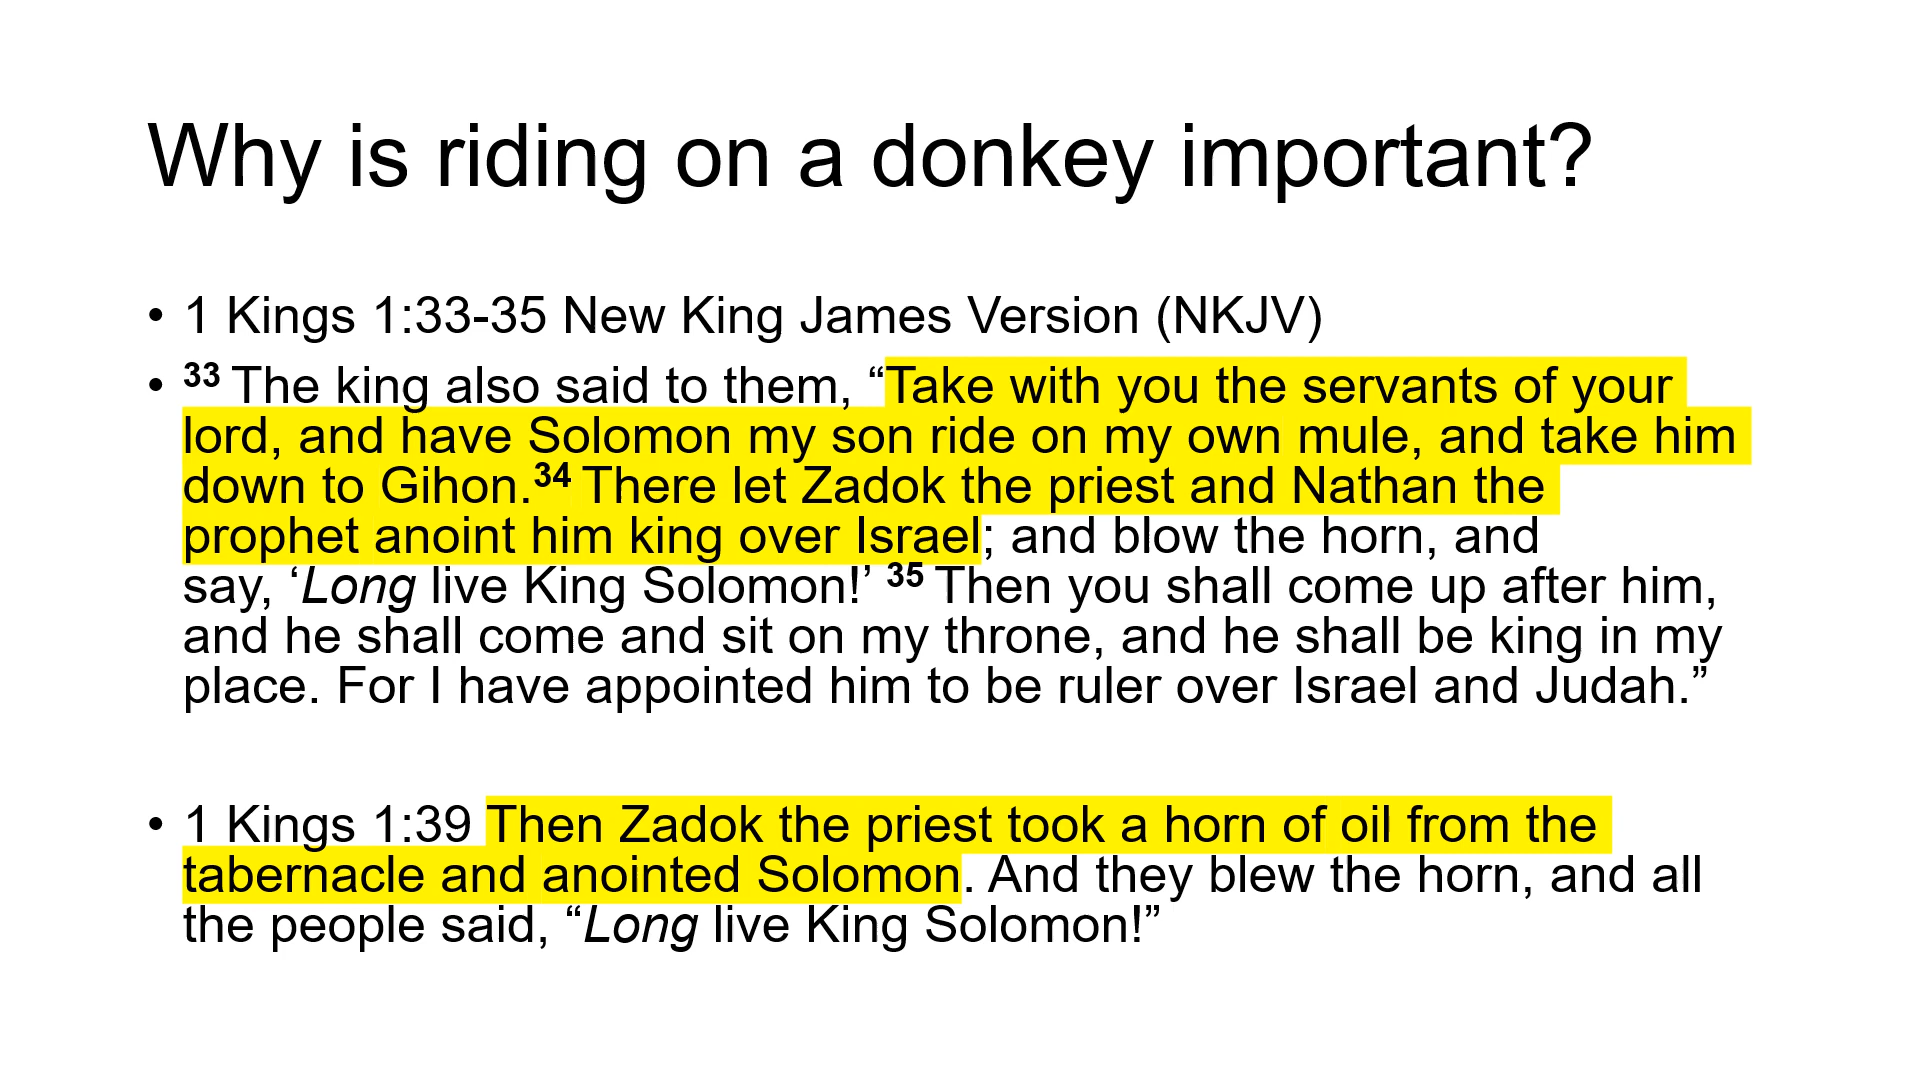 Why is riding on a donkey important?
• 1 Kings 1:33-35 New King James Version (NKJV)
• 33 The king also said to them, “Take with you the servants of your
lord, and have Solomon my son ride on my own mule, and take him
down to Gihon.34 There let Zadok the priest and Nathan the
prophet anoint him king over Israel; and blow the horn, and
say, ‘Long live King Solomon!’ 35 Then you shall come up after him,
and he shall come and sit on my throne, and he shall be king in my
place. For I have appointed him to be ruler over Israel and Judah.”
• 1 Kings 1:39 Then Zadok the priest took a horn of oil from the
tabernacle and anointed Solomon. And they blew the horn, and all
the people said, “Long live King Solomon!”